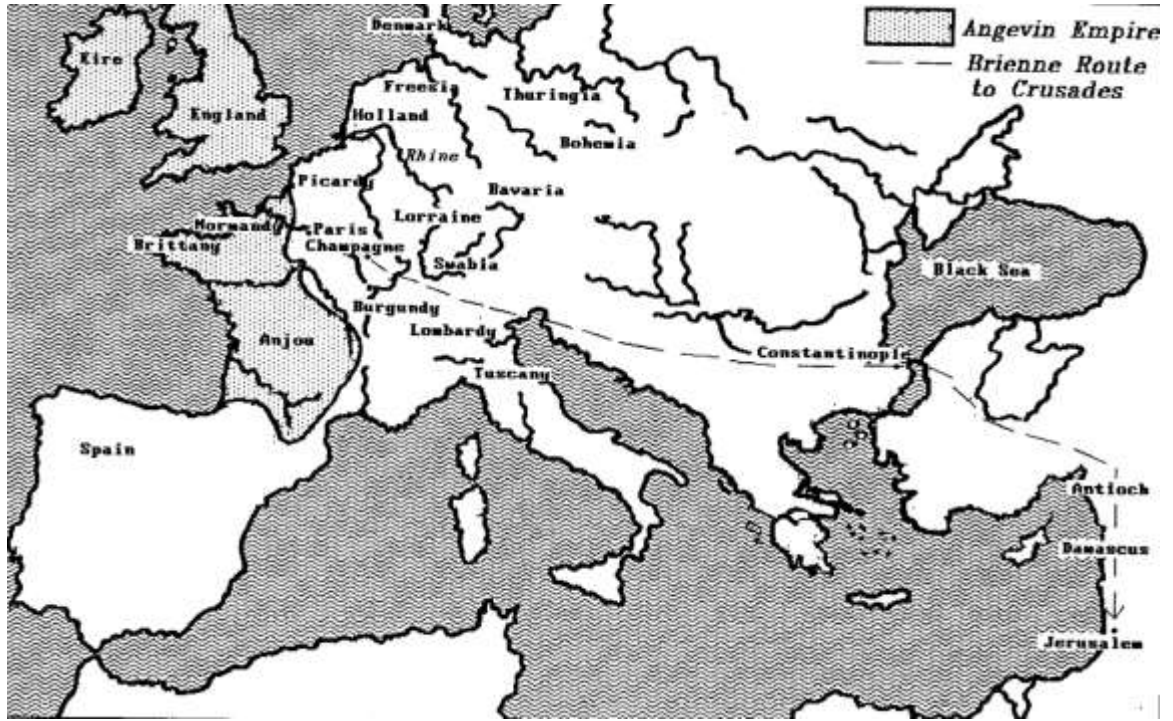 Denmark
Angevin Empire
Brienne Route
to Crusades
Eire
England
Freesia
Thuringia
Holland
Bohemia
Rhine
Picardy
Bavaria
Lorraine
Normandy
Paris
Brittany
Champagne
Swabia
Black Sea
Burgundy
Lombardy
Anjou
Constantinople
Tuscany
Spain
Antioch
Damascus
Jerusalem